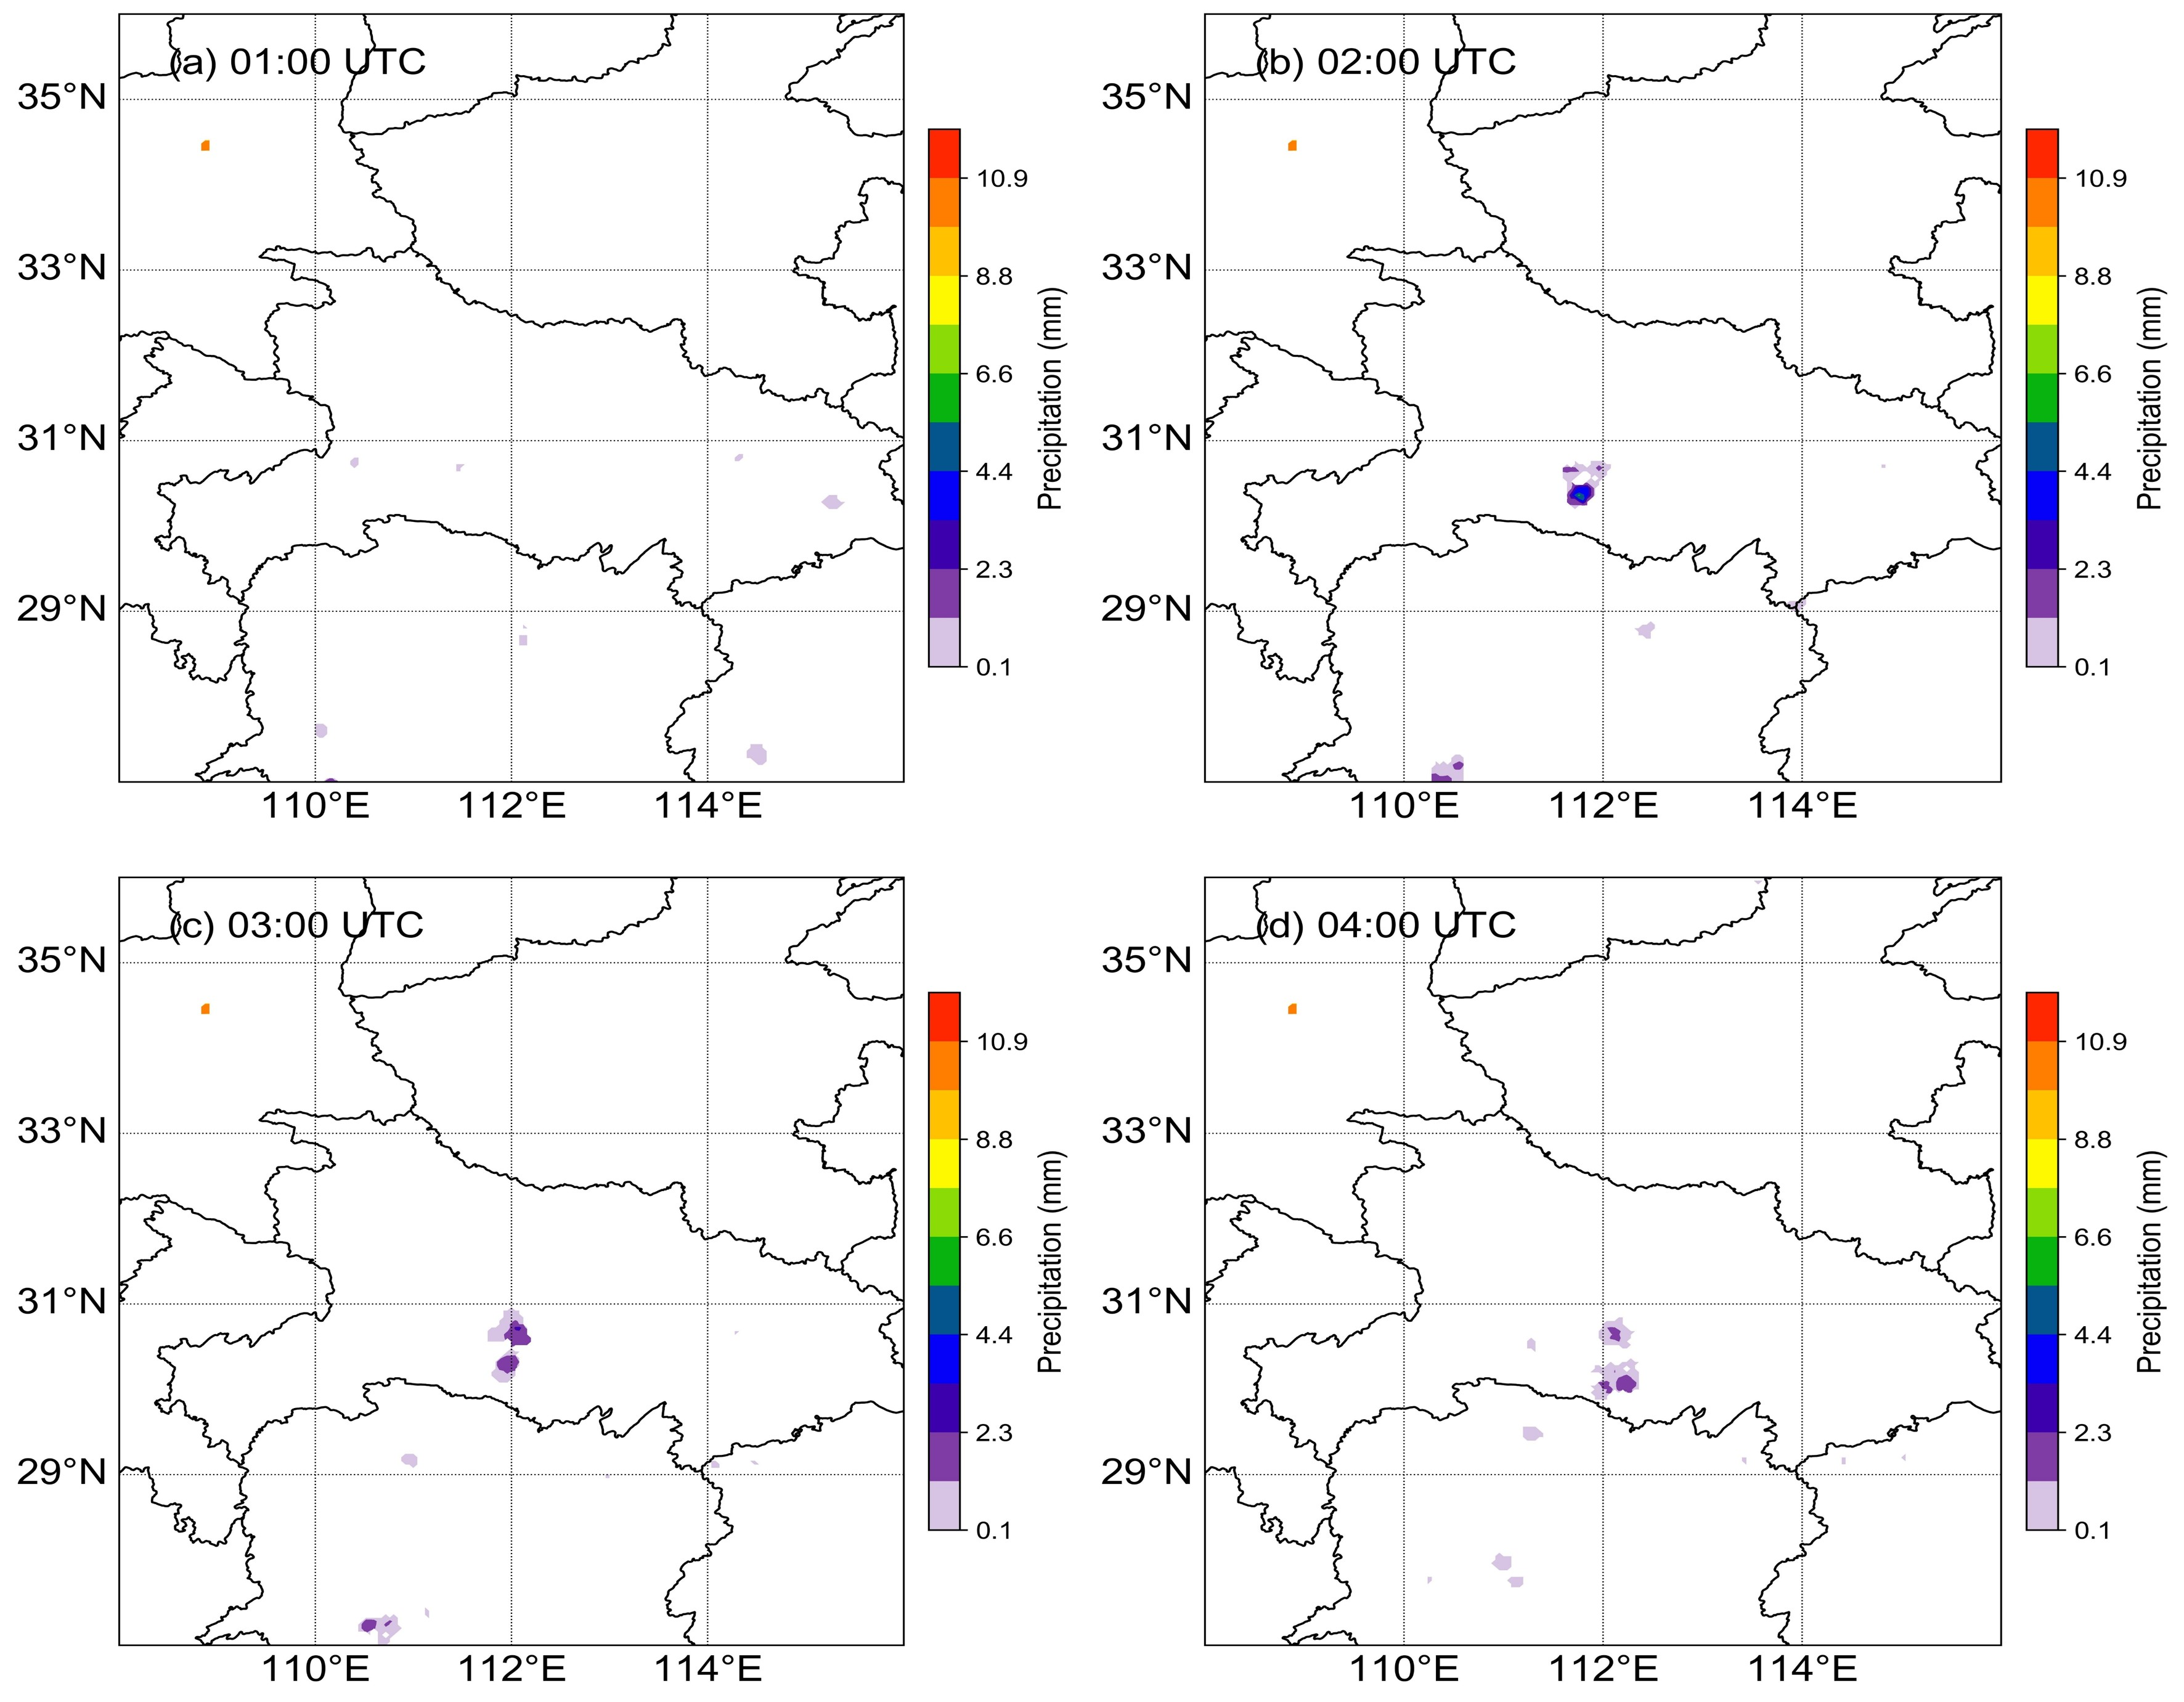 (a) 01:00 UTC
35°N
33°N
31°N
29°N
110°E 112°E 114°E
10.9
8.8
6.6
4.4
2.3
0.1
Precipitation (mm)
(b) 02:00 UTC
35°N
33°N
31°N
29°N
110°E 112°E 114°E
10.9
8.8
6.6
4.4
2.3
0.1
Precipitation (mm)
(c) 03:00 UTC
35°N
33°N
31°N
29°N
110°E 112°E 114°E
10.9
8.8
6.6
4.4
2.3
0.1
Precipitation (mm)
(d) 04:00 UTC
35°N
33°N
31°N
29°N
110°E 112°E 114°E
10.9
8.8
6.6
4.4
2.3
0.1
Precipitation (mm)